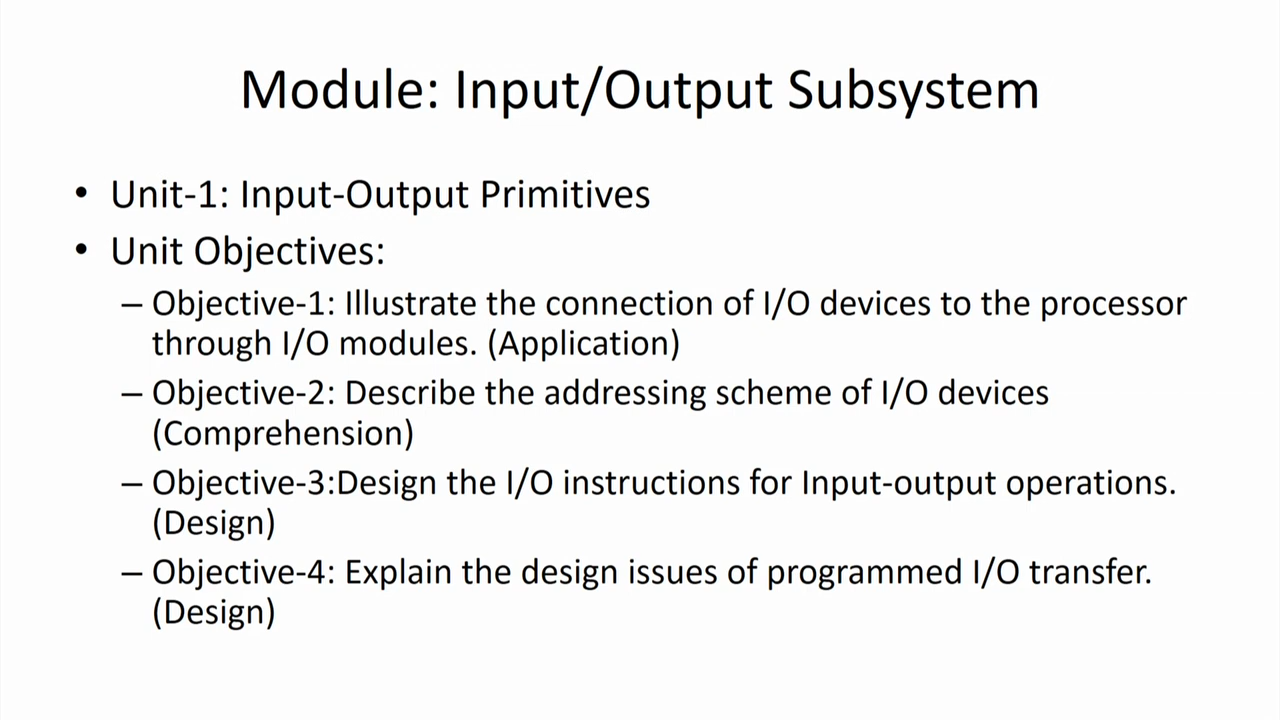 Module: Input/Output Subsystem
• Unit-1: Input-Output Primitives
• Unit Objectives:
– Objective-1: Illustrate the connection of I/O devices to the processor
through I/O modules. (Application)
– Objective-2: Describe the addressing scheme of I/O devices
(Comprehension)
– Objective-3:Design the I/O instructions for Input-output operations.
(Design)
– Objective-4: Explain the design issues of programmed I/O transfer.
(Design)